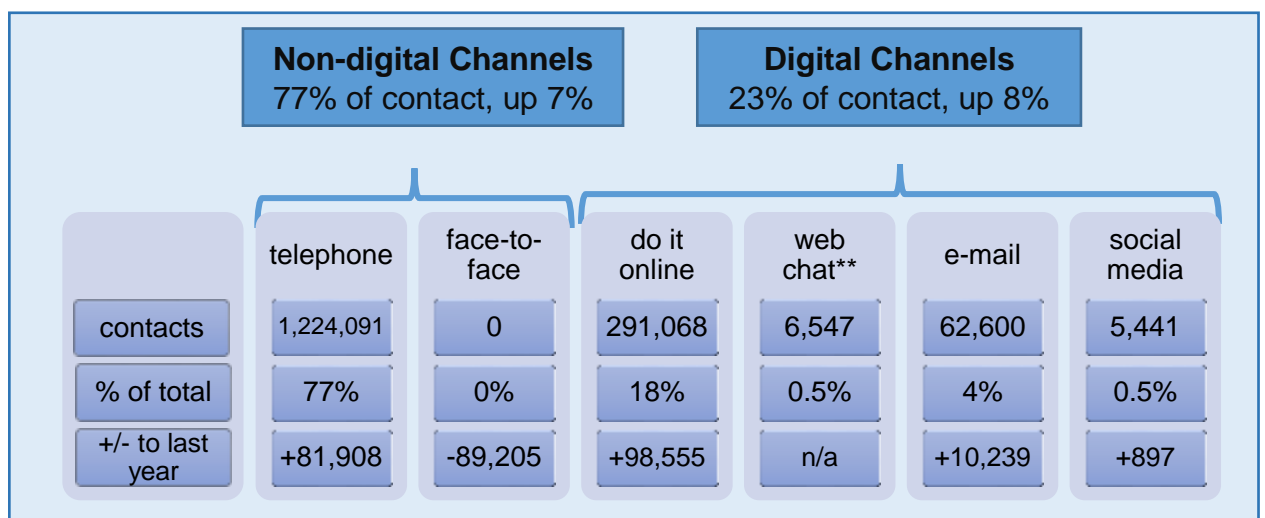 Non-digital Channels
77% of contact, up 7%
Digital Channels
23% of contact, up 8%
telephone
face-to-
face
do it
online
web
chat**
e-mail
social
media
contacts
1,224,091
0
291,068
6,547
62,600
5,441
% of total
77%
0%
18%
0.5%
4%
0.5%
+/- to last
year
+81,908
-89,205
+98,555
n/a
+10,239
+897